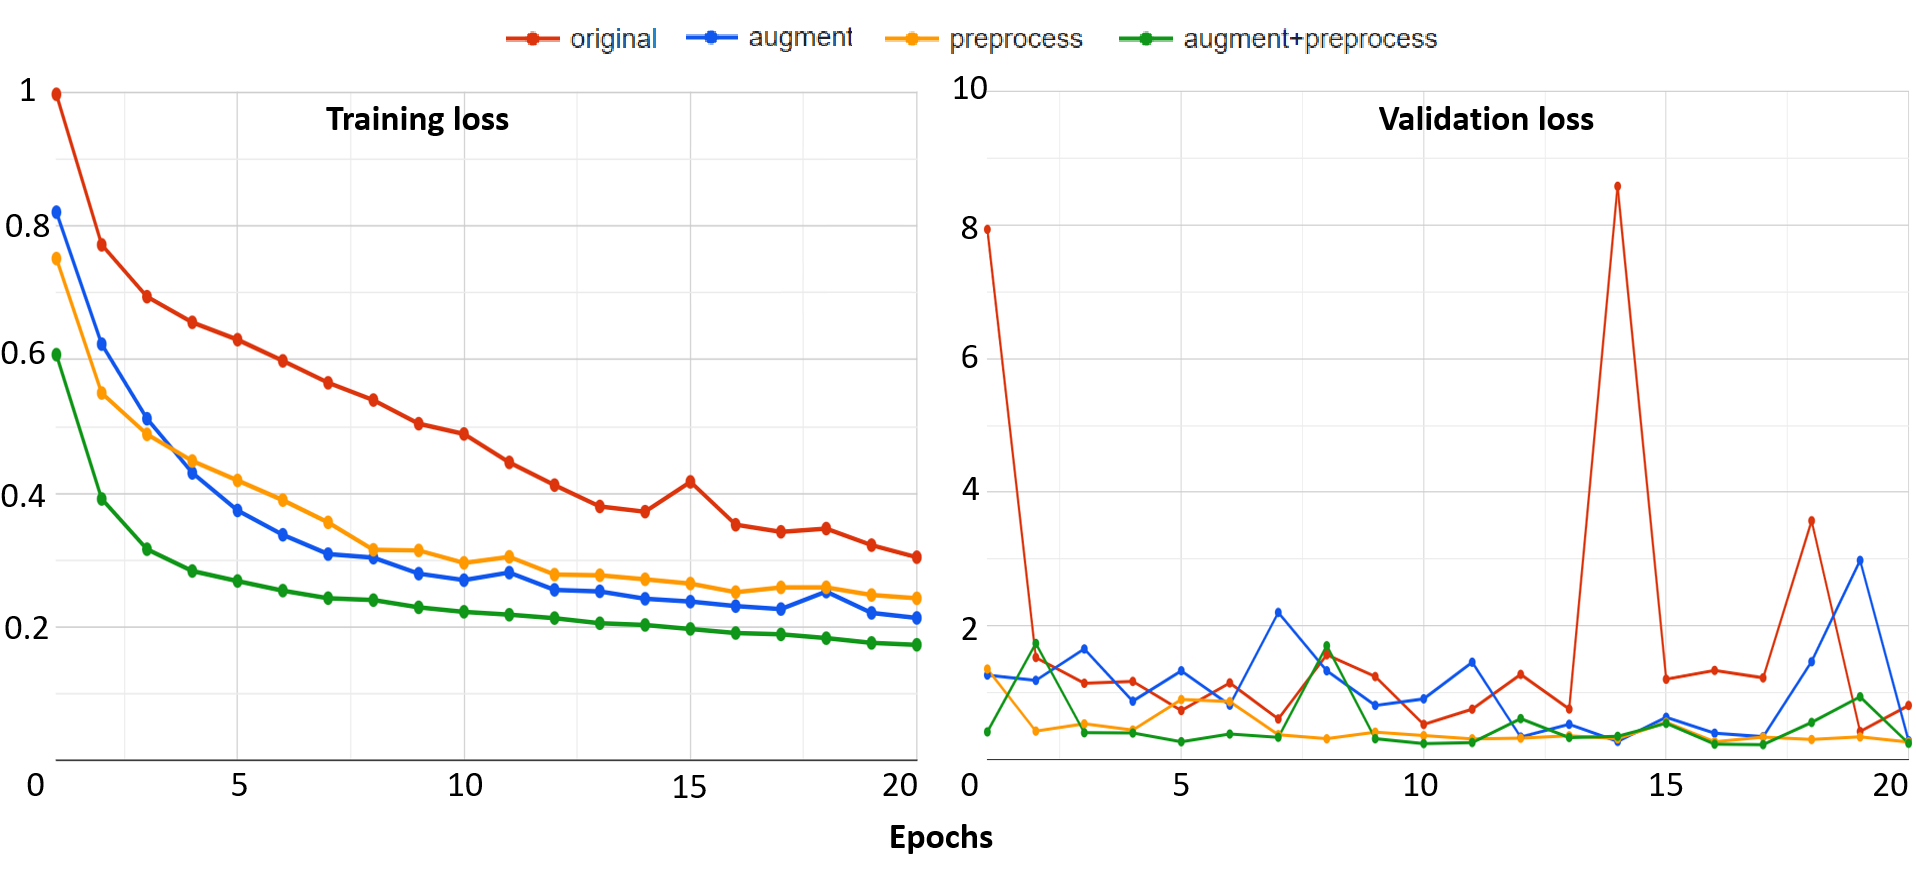 original augment preprocess augment+preprocess
Training loss
1
0.8
0.6
0.4
0.2
0 5 10 15 20
Validation loss
10
8
6
4
2
0 5 10 15 20
Epochs